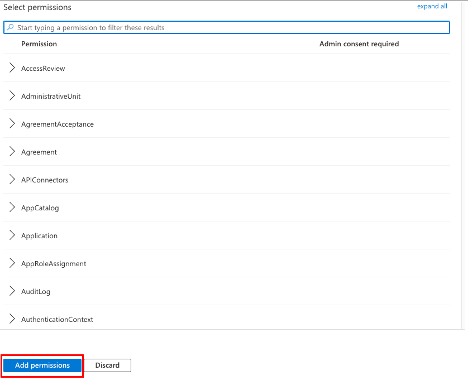 Select permissions
expand all
Start typing a permission to filter these results
Permission
Admin consent required
AccessReview
AdministrativeUnit
AgreementAcceptance
Agreement
APIConnectors
AppCatalog
Application
AppRoleAssignment
AuditLog
AuthenticationContext
Add permissions
Discard